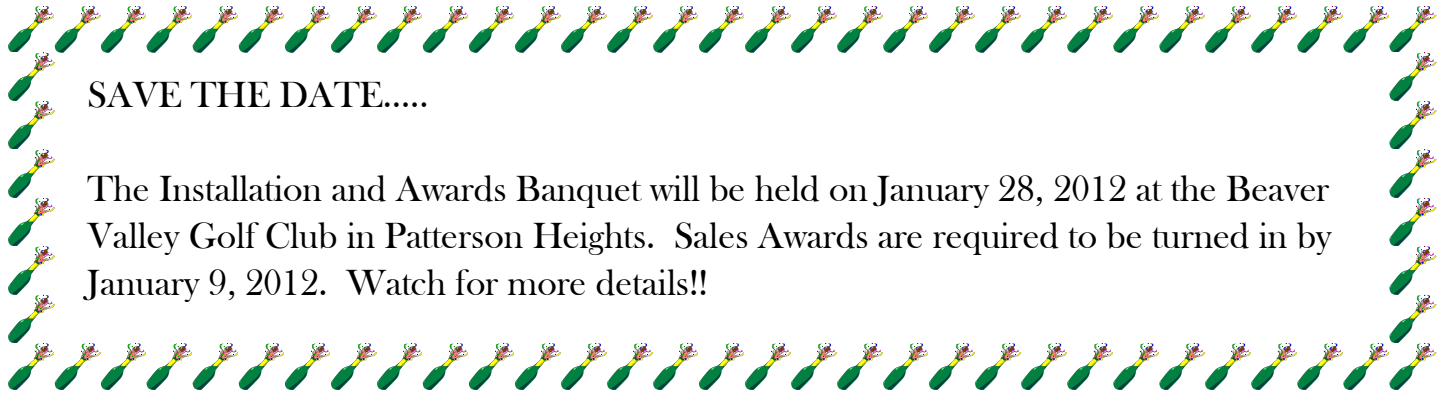 SAVE THE DATE.....
The Installation and Awards Banquet will be held on January 28, 2012 at the Beaver
Valley Golf Club in Patterson Heights.  Sales Awards are required to be turned in by
January 9, 2012.  Watch for more details!!